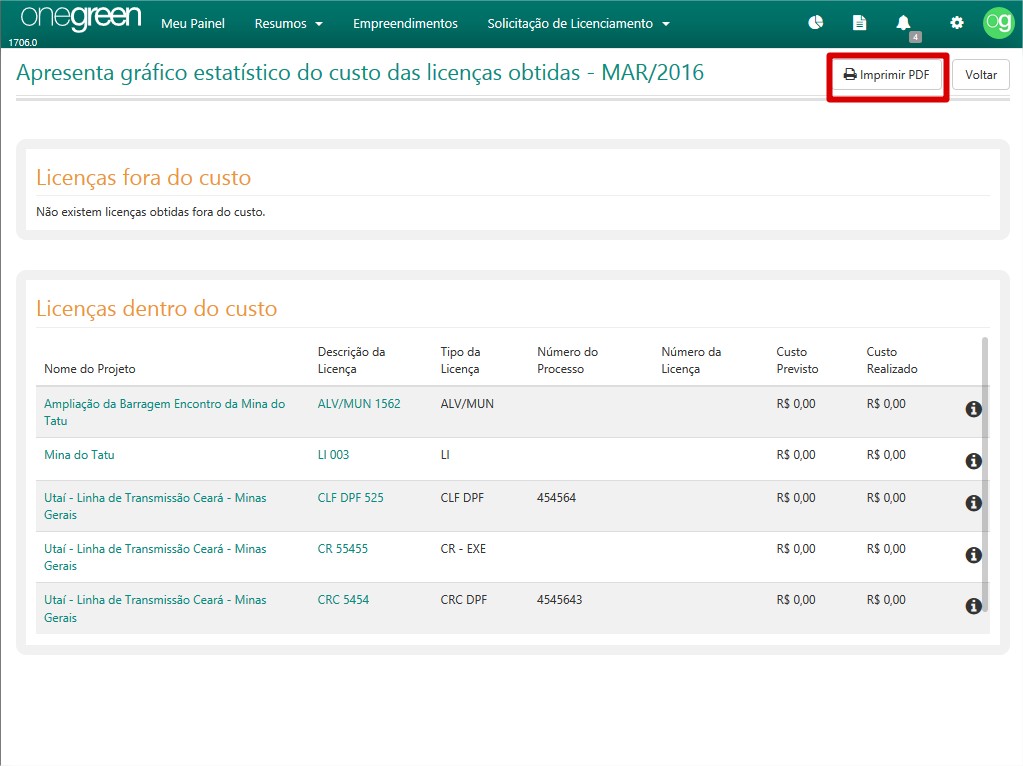 onegreen
1706.0
Meu Painel Resumos Empreendimentos Solicitação de Licenciamento 4 og
Apresenta gráfico estatístico do custo das licenças obtidas - MAR/2016 Imprimir PDF Voltar
Licenças fora do custo
Não existem licenças obtidas fora do custo.
Licenças dentro do custo
Nome do Projeto Descrição da Licença Tipo da Licença Número do Processo Número da Licença Custo Previsto Custo Realizado
Ampliação da Barragem Encontro da Mina do ALV/MUN 1562 ALV/MUN R$ 0,00 R$ 0,00
Tatu
Mina do Tatu LI 003 LI R$ 0,00 R$ 0,00
Utaí - Linha de Transmissão Ceará - Minas CLF DPF 525 CLF DPF 454564 R$ 0,00 R$ 0,00
Gerais
Utaí - Linha de Transmissão Ceará - Minas CR 55455 CR - EXE R$ 0,00 R$ 0,00
Gerais
Utaí - Linha de Transmissão Ceará - Minas CRC 5454 CRC DPF 4545643 R$ 0,00 R$ 0,00
Gerais